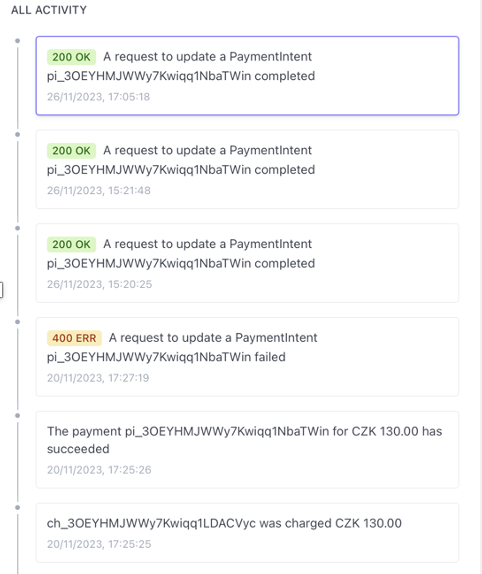 ALL ACTIVITY
200 OK A request to update a PaymentIntent
pi_3OEYHMJWWy7Kwiqq1NbaTWin completed
26/11/2023, 17:05:18
200 OK A request to update a PaymentIntent
pi_3OEYHMJWWy7Kwiqq1NbaTWin completed
26/11/2023, 15:21:48
200 OK A request to update a PaymentIntent
pi_3OEYHMJWWy7Kwiqq1NbaTWin completed
26/11/2023, 15:20:25
400 ERR A request to update a PaymentIntent
pi_3OEYHMJWWy7Kwiqq1NbaTWin failed
20/11/2023, 17:27:19
The payment pi_3OEYHMJWWy7Kwiqq1NbaTWin for CZK 130.00 has
succeeded
20/11/2023, 17:25:26
ch_3OEYHMJWWy7Kwiqq1LDACVyc was charged CZK 130.00
20/11/2023, 17:25:25